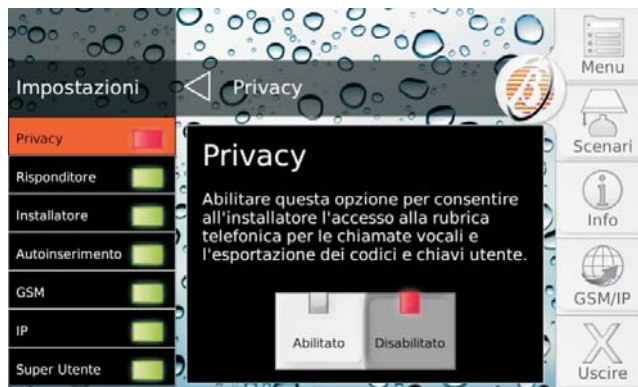 Impostazioni
Privacy
Privacy
Risponditore
Installatore
Autoinserimento
GSM
IP
Super Utente
Privacy
Abilitare questa opzione per consentire
all'installatore l'accesso alla rubrica
telefonica per le chiamate vocali e
l'esportazione dei codici e chiavi utente.
Abilitato
Disabilitato
Menu
Scenari
Info
GSM/IP
Uscire